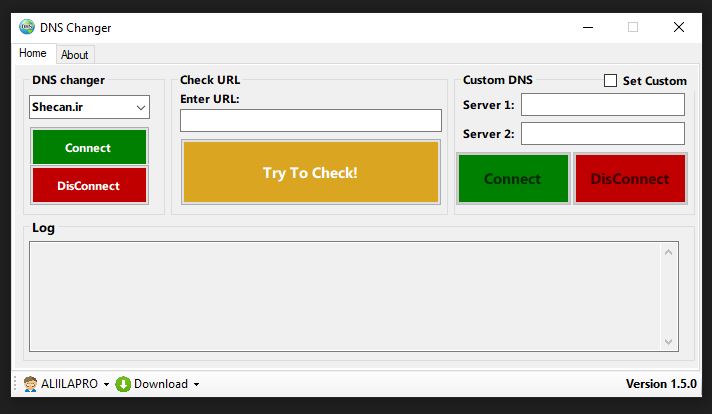 DNS Changer
Home
About
DNS changer
Shecan.ir
Connect
DisConnect
Check URL
Enter URL:
Try To Check!
Custom DNS
Set Custom
Server 1:
Server 2:
Connect
DisConnect
Log
ALIILAPRO
Download
Version 1.5.0